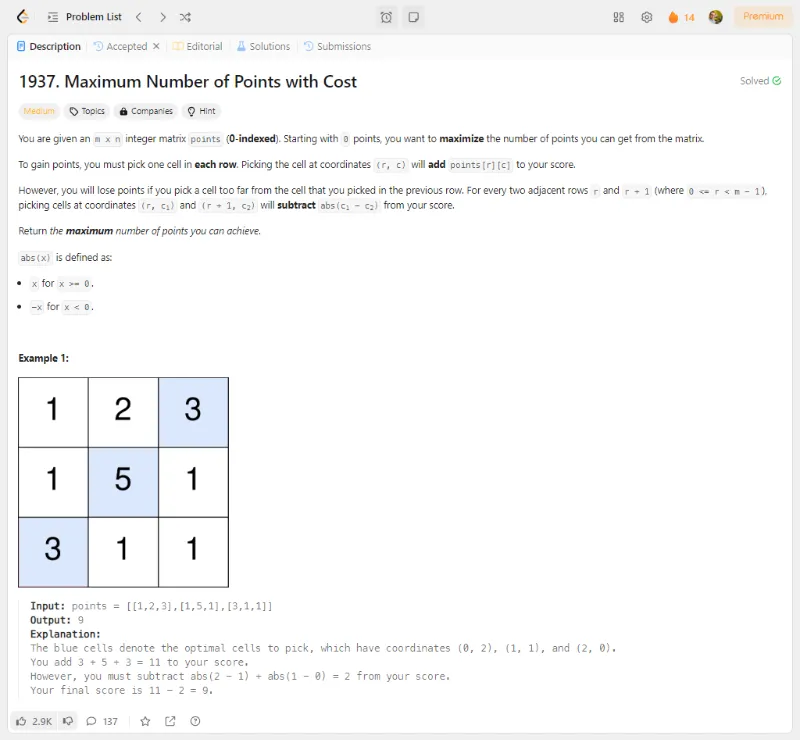 Problem List
14
Premium
Description
Accepted
Editorial
Solutions
Submissions
1937. Maximum Number of Points with Cost
Solved
Medium
Topics
Companies
Hint
You are given an m x n integer matrix points (0-indexed). Starting with 0 points, you want to maximize the number of points you can get from the matrix.
To gain points, you must pick one cell in each row. Picking the cell at coordinates (r, c) will add points[r][c] to your score.
However, you will lose points if you pick a cell too far from the cell that you picked in the previous row. For every two adjacent rows r and r + 1 (where 0 <= r < m - 1),
picking cells at coordinates (r, c₁) and (r + 1, c₂) will subtract abs(c₁ - c₂) from your score.
Return the maximum number of points you can achieve.
abs(x) is defined as:
• x for x >= 0.
• -x for x < 0.
Example 1:
1 2 3
1 5 1
3 1 1
Input: points = [[1,2,3],[1,5,1],[3,1,1]]
Output: 9
Explanation:
The blue cells denote the optimal cells to pick, which have coordinates (0, 2), (1, 1), and (2, 0).
You add 3 + 5 + 3 = 11 to your score.
However, you must subtract abs(2 - 1) + abs(1 - 0) = 2 from your score.
Your final score is 11 - 2 = 9.
2.9K
137